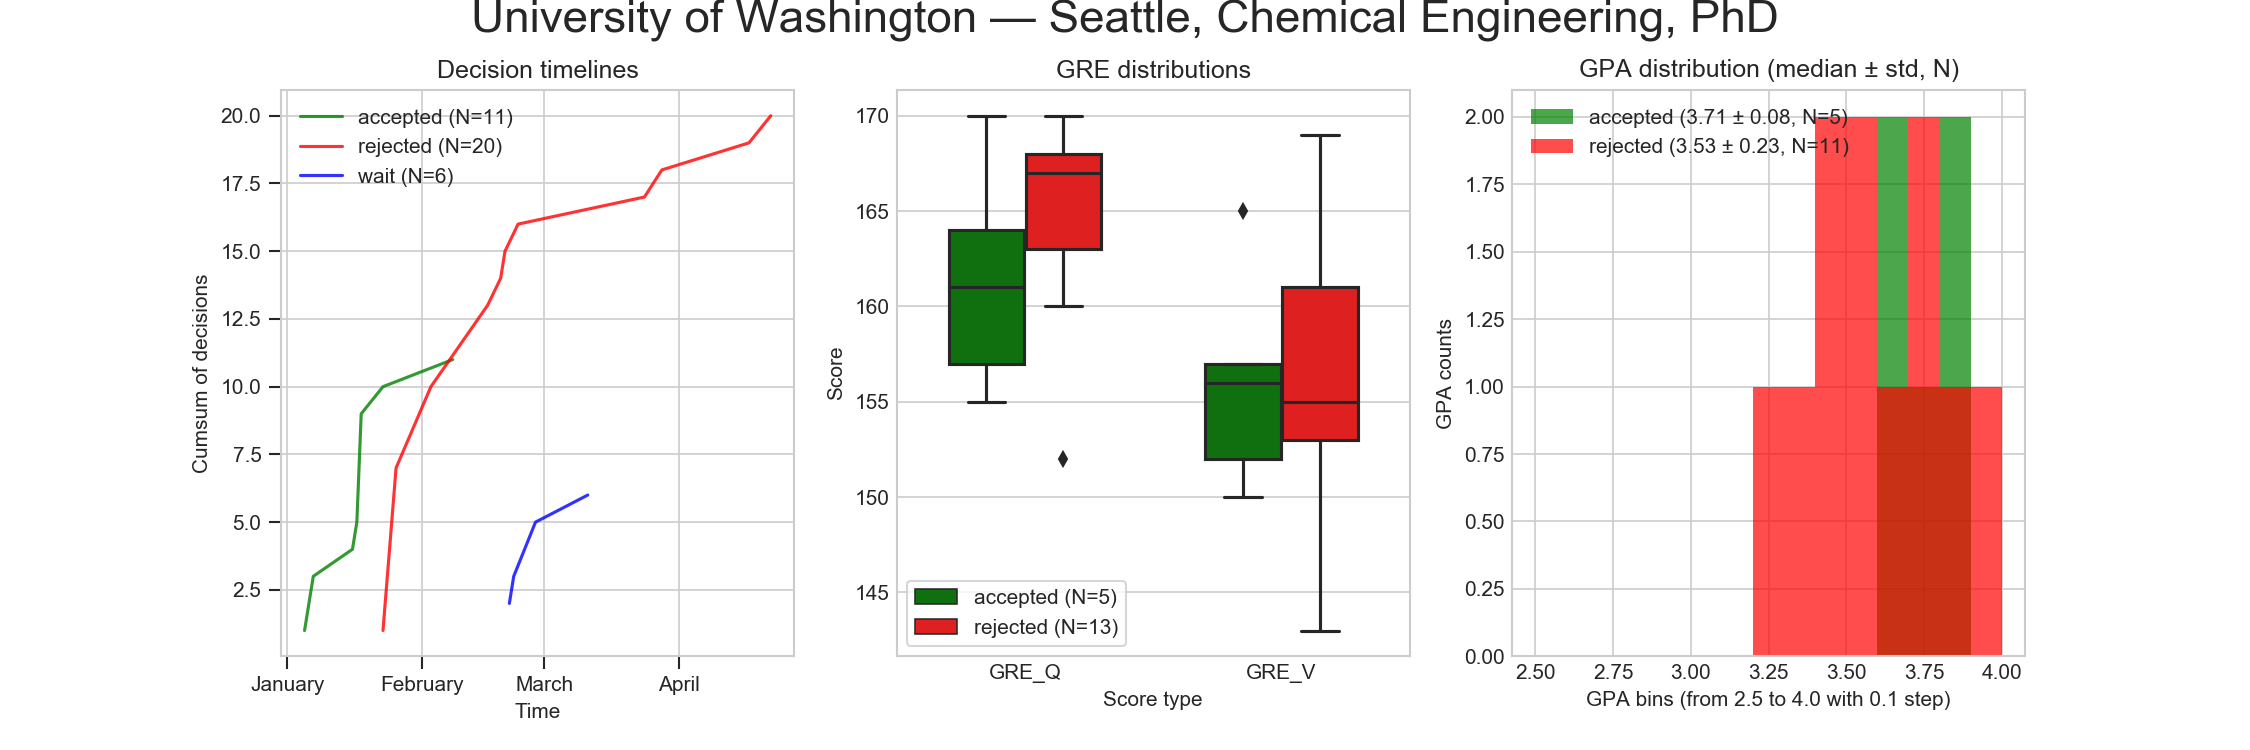 University of Washington — Seattle, Chemical Engineering, PhD
Decision timelines
20.0
17.5
15.0
12.5
10.0
7.5
5.0
2.5
Cumsum of decisions
accepted (N=11)
rejected (N=20)
wait (N=6)
January
February
March
April
Time
GRE distributions
170
165
160
155
150
145
Score
accepted (N=5)
rejected (N=13)
GRE_Q
GRE_V
Score type
GPA distribution (median ± std, N)
2.00
1.75
1.50
1.25
1.00
0.75
0.50
0.25
0.00
GPA counts
accepted (3.71 ± 0.08, N=5)
rejected (3.53 ± 0.23, N=11)
2.50
2.75
3.00
3.25
3.50
3.75
4.00
GPA bins (from 2.5 to 4.0 with 0.1 step)